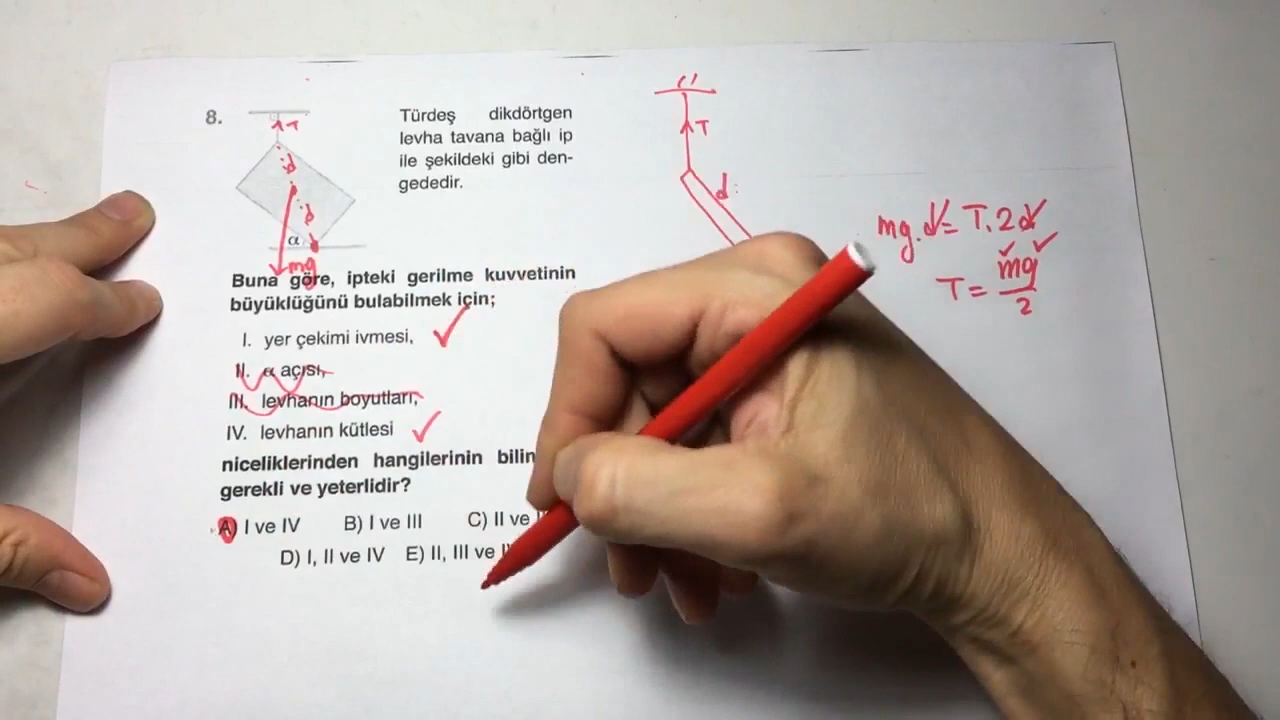 8.
T
Türdeş dikdörtgen
levha tavana bağlı ip
ile şekildeki gibi den-
gededir.
d
d
α
mg
Buna göre, ipteki gerilme kuvvetinin
büyüklüğünü bulabilmek için;
I. yer çekimi ivmesi,
II. α açısı,
III. levhanın boyutları,
IV. levhanın kütlesi
niceliklerinden hangilerinin
gerekli ve yeterlidir?
A) I ve IV B) I ve III C) II ve
D) I, II ve IV E) II, III ve
T
d
mg.d = T.2d
T = mg
2